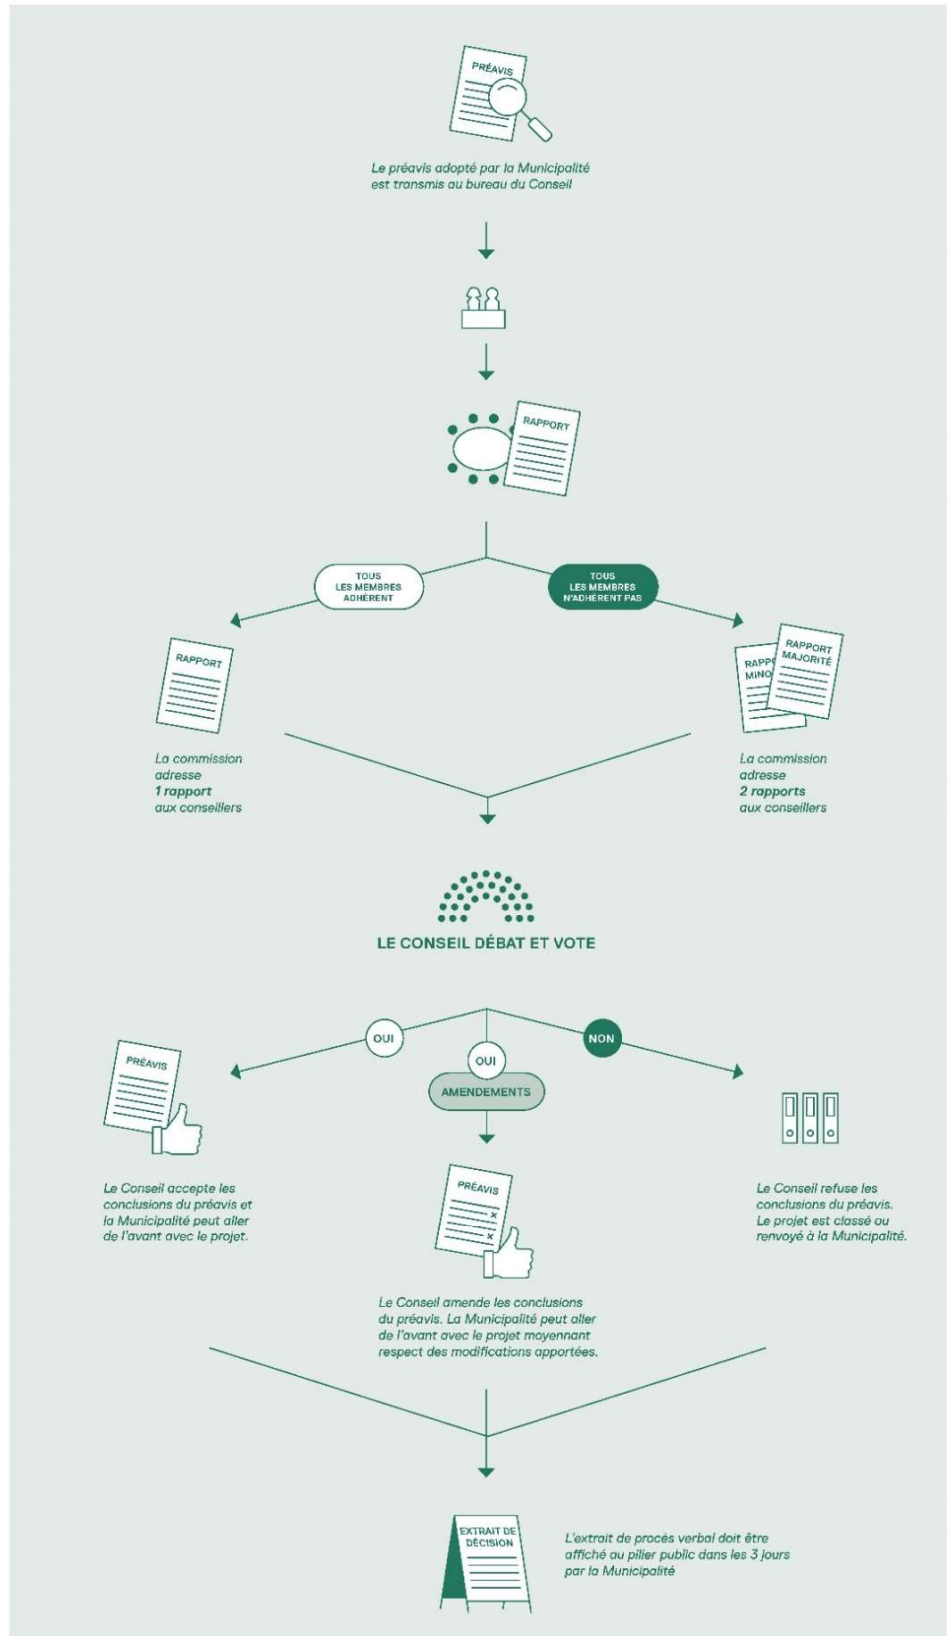 PRÉAVIS
Le préavis adopté par la Municipalité
est transmis au bureau du Conseil
RAPPORT
TOUS
LES MEMBRES
ADHÈRENT
TOUS
LES MEMBRES
N'ADHÈRENT PAS
RAPPORT
RAPPO
MINO
RAPPORT
MAJORITÉ
La commission
adresse
1 rapport
aux conseillers
La commission
adresse
2 rapports
aux conseillers
LE CONSEIL DÉBAT ET VOTE
OUI
OUI
NON
AMENDEMENTS
PRÉAVIS
Le Conseil accepte les
conclusions du préavis et
la Municipalité peut aller
de l'avant avec le projet.
PRÉAVIS
Le Conseil amende les conclusions
du préavis. La Municipalité peut aller
de l'avant avec le projet moyennant
respect des modifications apportées.
Le Conseil refuse les
conclusions du préavis.
Le projet est classé ou
renvoyé à la Municipalité.
EXTRAIT DE
DÉCISION
L'extrait de procès verbal doit être
affiché au pilier public dans les 3 jours
par la Municipalité